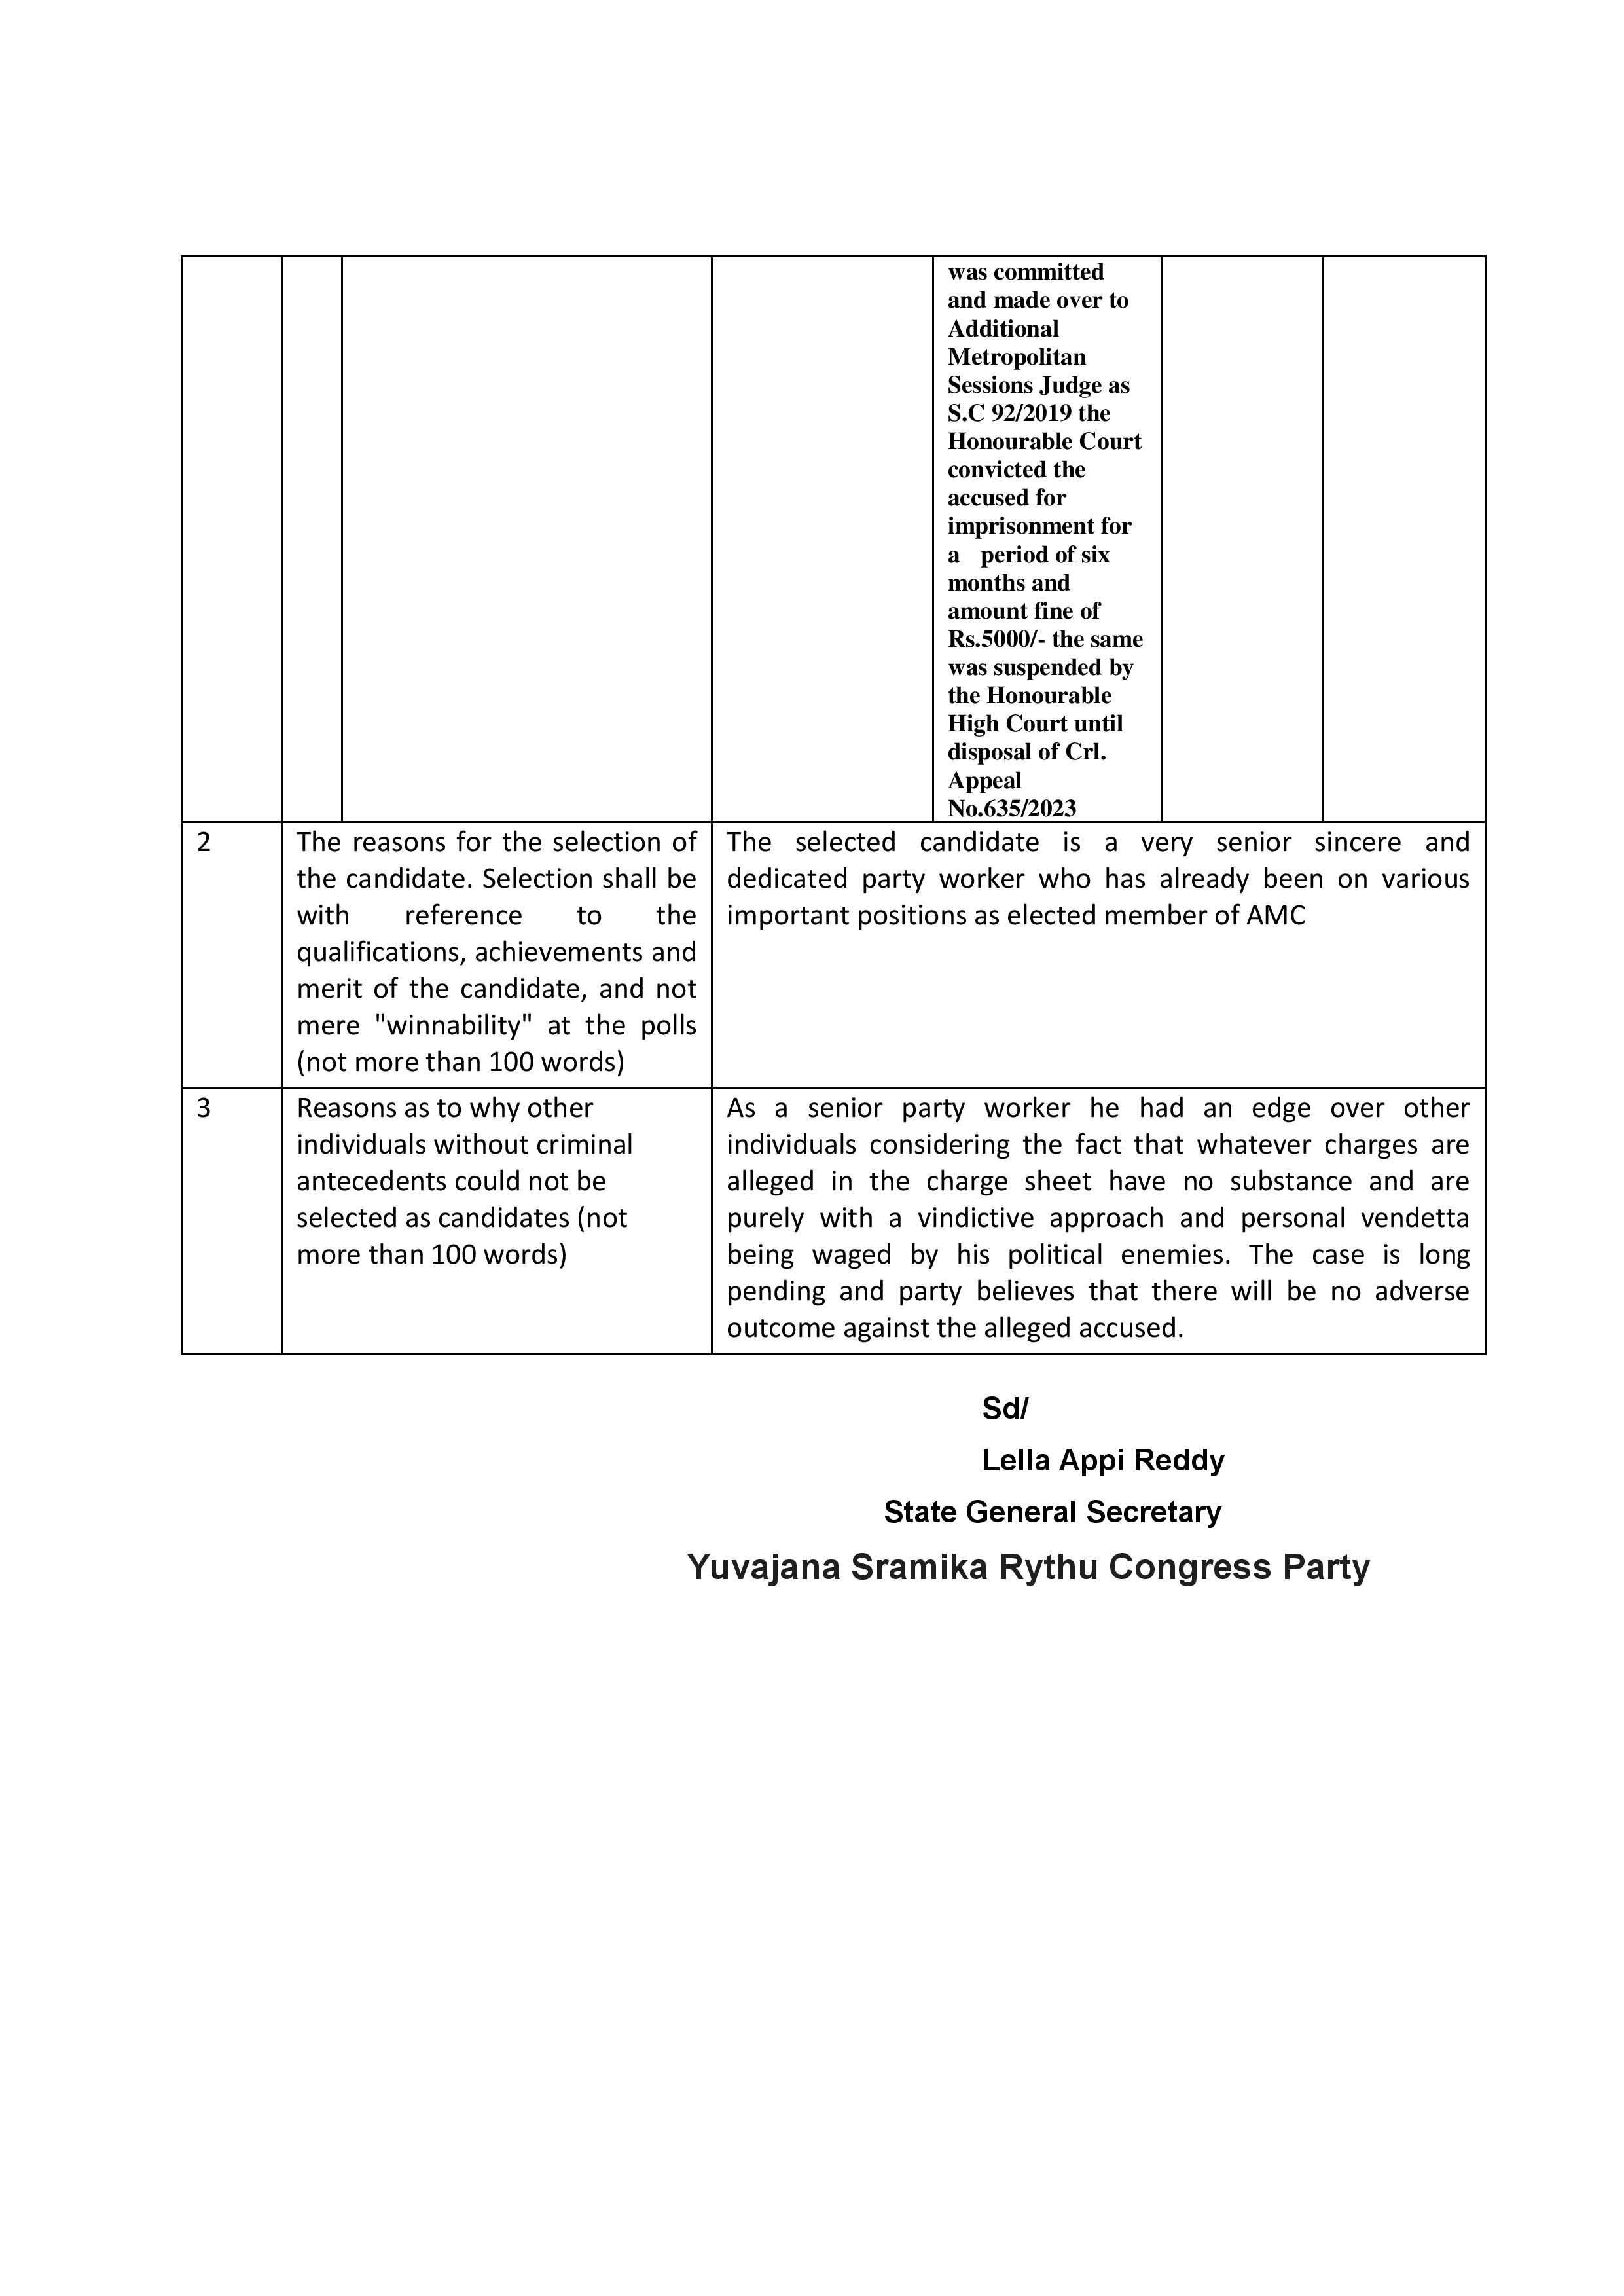 was committed
and made over to
Additional
Metropolitan
Sessions Judge as
S.C 92/2019 the
Honourable Court
convicted the
accused for
imprisonment for
a period of six
months and
amount fine of
Rs.5000/- the same
was suspended by
the Honourable
High Court until
disposal of Crl.
Appeal
No.635/2023
2
The reasons for the selection of
the candidate. Selection shall be
with reference to the
qualifications, achievements and
merit of the candidate, and not
mere "winnability" at the polls
(not more than 100 words)
The selected candidate is a very senior sincere and
dedicated party worker who has already been on various
important positions as elected member of AMC
3
Reasons as to why other
individuals without criminal
antecedents could not be
selected as candidates (not
more than 100 words)
As a senior party worker he had an edge over other
individuals considering the fact that whatever charges are
alleged in the charge sheet have no substance and are
purely with a vindictive approach and personal vendetta
being waged by his political enemies. The case is long
pending and party believes that there will be no adverse
outcome against the alleged accused.
Sd/
Lella Appi Reddy
State General Secretary
Yuvajana Sramika Rythu Congress Party